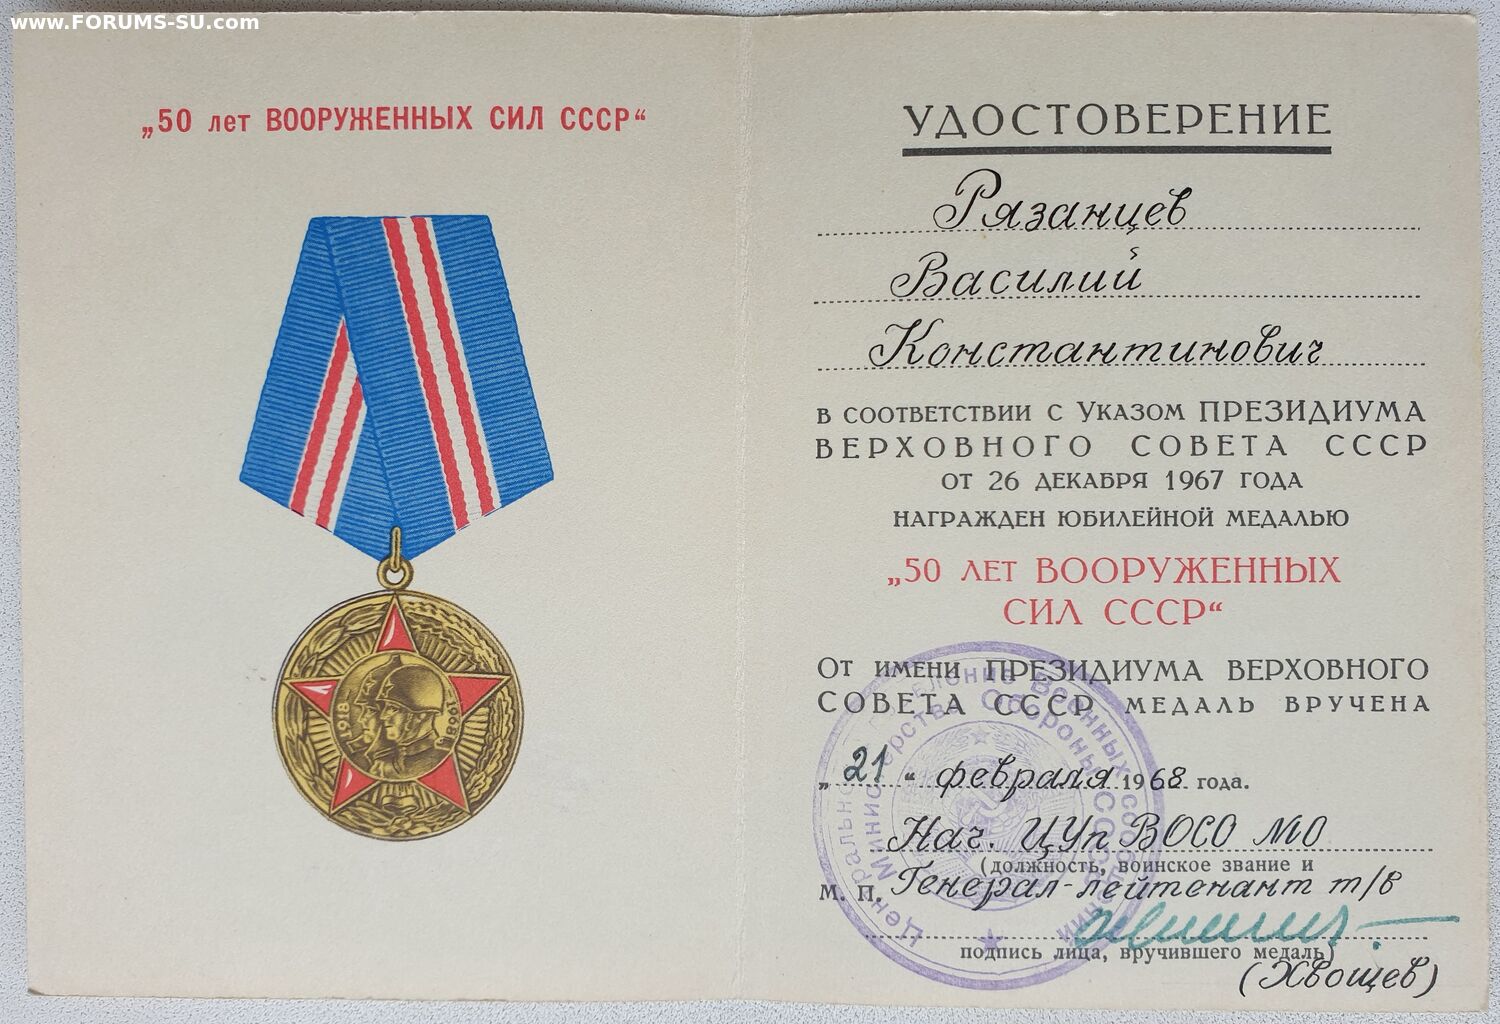 www.FORUMS-SU.com
„50 лет ВООРУЖЕННЫХ СИЛ СССР“
1918
1968
УДОСТОВЕРЕНИЕ
Рязанцев
Василий
Константинович
В СООТВЕТСТВИИ С УКАЗОМ ПРЕЗИДИУМА
ВЕРХОВНОГО СОВЕТА СССР
ОТ 26 ДЕКАБРЯ 1967 ГОДА
НАГРАЖДЕН ЮБИЛЕЙНОЙ МЕДАЛЬЮ
„50 ЛЕТ ВООРУЖЕННЫХ
СИЛ СССР“
ОТ ИМЕНИ ПРЕЗИДИУМА ВЕРХОВНОГО
СОВЕТА СССР МЕДАЛЬ ВРУЧЕНА
„21“ февраля 1968 года.
Нач. ЦУп ВОСО МО
(должность, воинское звание и
М. П. Генерал-лейтенант т/в
подпись лица, вручившего медаль)
(Хвощев)
Министерство Обороны СССР